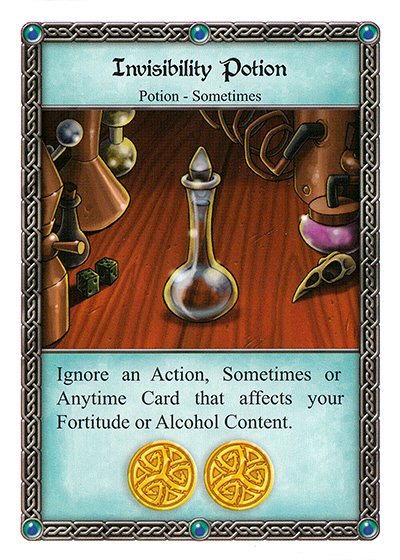 Invisibility Potion
Potion - Sometimes
Ignore an Action, Sometimes or
Anytime Card that affects your
Fortitude or Alcohol Content.